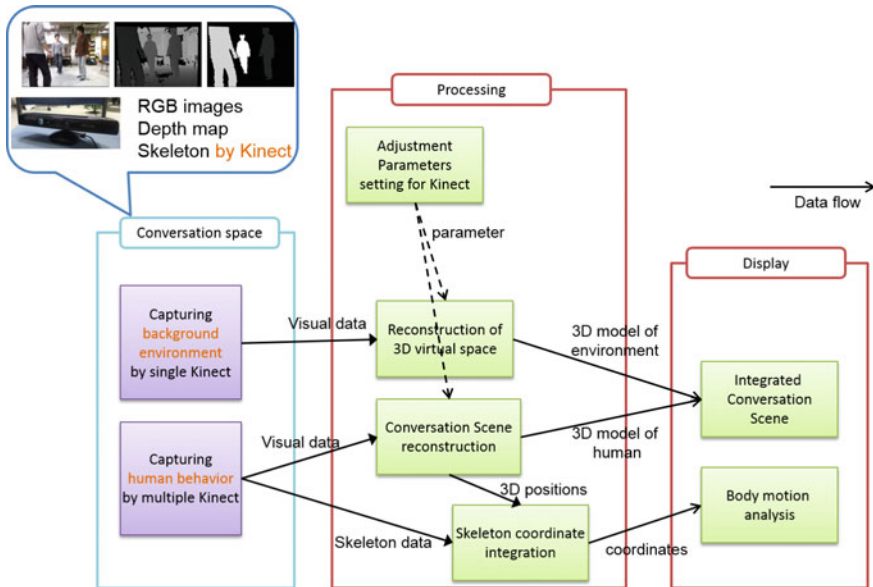 RGB images
Depth map
Skeleton by Kinect
Conversation space
Capturing
background
environment
by single Kinect
Capturing
human behavior
by multiple Kinect
Visual data
Visual data
Skeleton data
Processing
Adjustment
Parameters
setting for Kinect
parameter
Reconstruction of
3D virtual space
Conversation Scene
reconstruction
3D positions
Skeleton coordinate
integration
3D model of
environment
3D model of
human
coordinates
Data flow
Display
Integrated
Conversation
Scene
Body motion
analysis